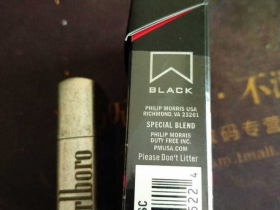 BLACK
PHILIP MORRIS USA
RICHMOND, VA 23261
SPECIAL BLEND
PHILIP MORRIS
DUTY FREE INC.
PMUSA.COM
Please Don't Litter
rlboro